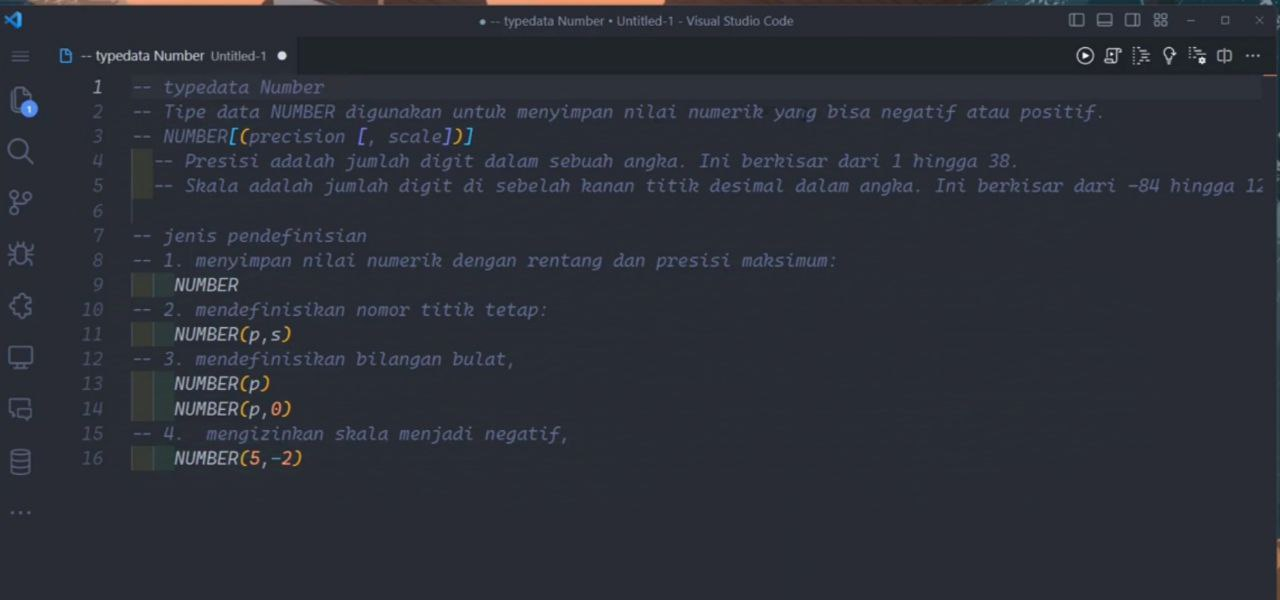 -- typedata Number • Untitled-1 - Visual Studio Code
-- typedata Number Untitled-1
1 -- typedata Number
2 -- Tipe data NUMBER digunakan untuk menyimpan nilai numerik yang bisa negatif atau positif.
3 -- NUMBER[(precision [, scale])]
4 -- Presisi adalah jumlah digit dalam sebuah angka. Ini berkisar dari 1 hingga 38.
5 -- Skala adalah jumlah digit di sebelah kanan titik desimal dalam angka. Ini berkisar dari -84 hingga 12
6
7 -- jenis pendefinisian
8 -- 1. menyimpan nilai numerik dengan rentang dan presisi maksimum:
9 NUMBER
10 -- 2. mendefinisikan nomor titik tetap:
11 NUMBER(p,s)
12 -- 3. mendefinisikan bilangan bulat,
13 NUMBER(p)
14 NUMBER(p,0)
15 -- 4.  mengizinkan skala menjadi negatif,
16 NUMBER(5,-2)
1